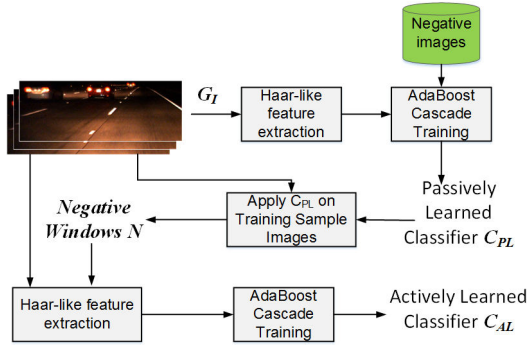 Negative
images
G_I
Haar-like
feature
extraction
AdaBoost
Cascade
Training
Negative
Windows N
Apply C_PL on
Training Sample
Images
Passively
Learned
Classifier C_PL
Haar-like feature
extraction
AdaBoost
Cascade
Training
Actively Learned
Classifier C_AL